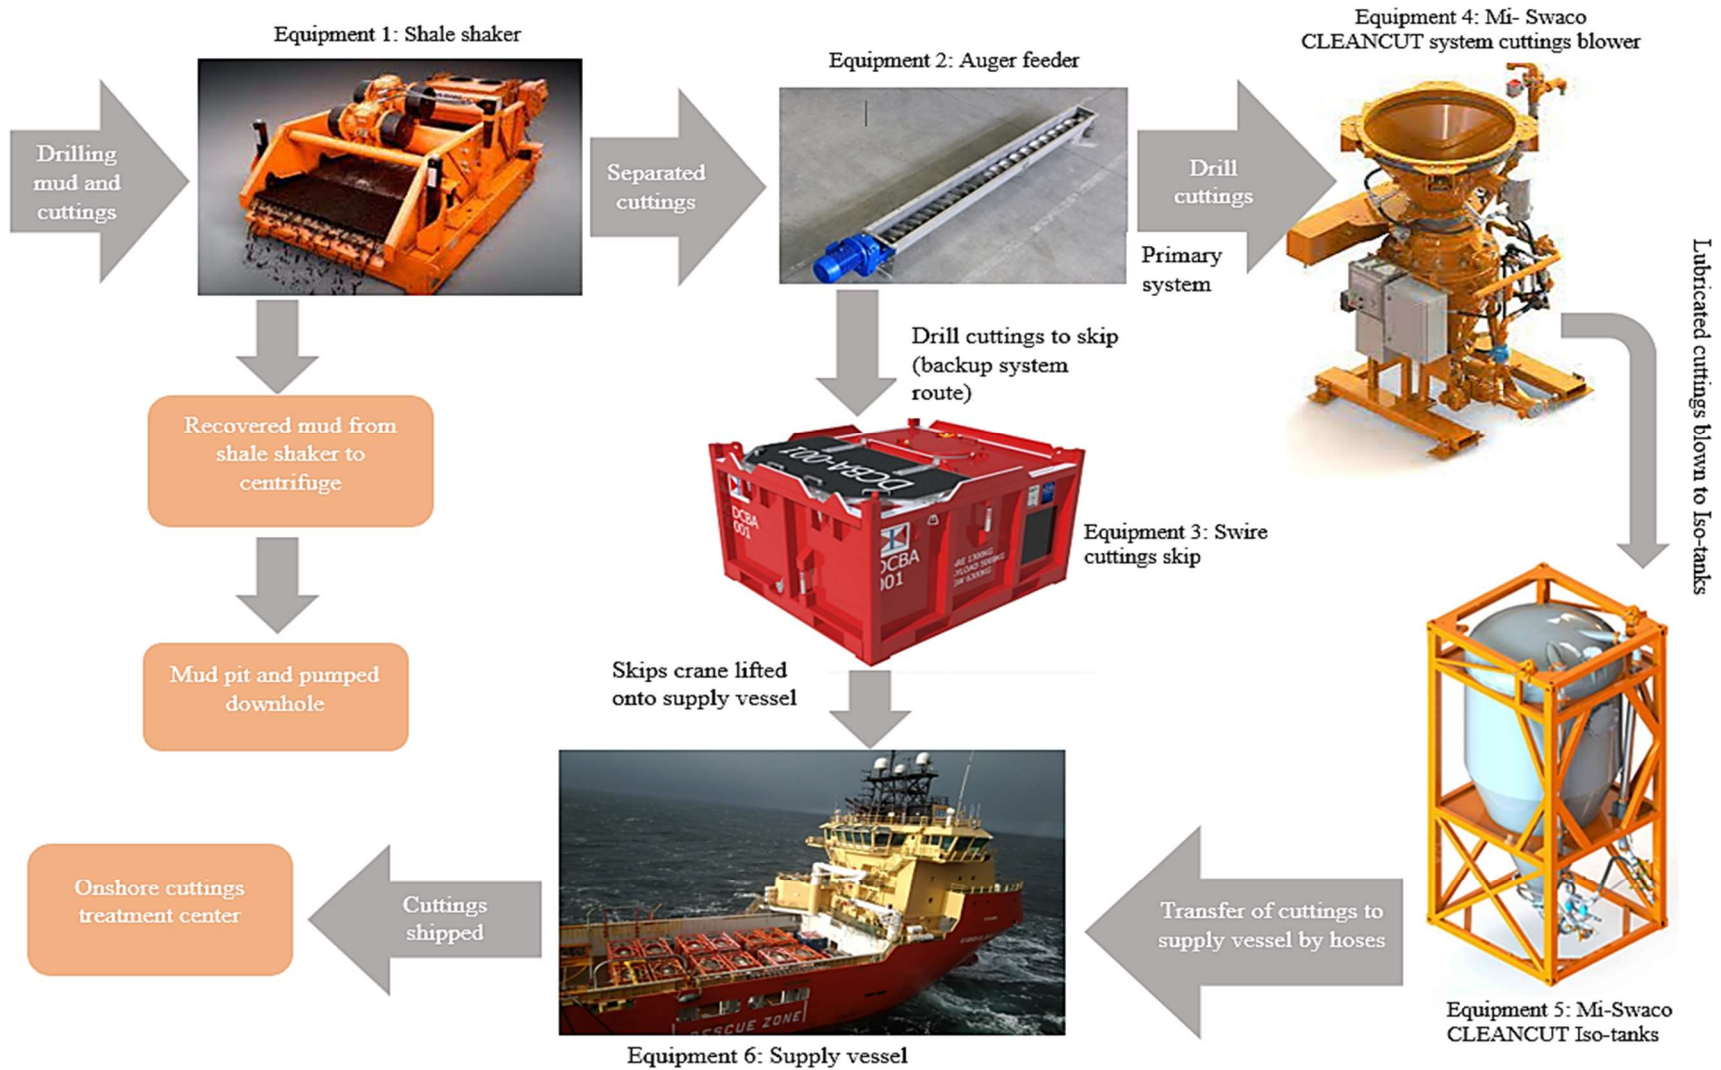 Equipment 1: Shale shaker
Equipment 2: Auger feeder
Equipment 4: Mi- Swaco
CLEANCUT system cuttings blower
Drilling
mud and
cuttings
Separated
cuttings
Drill
cuttings
Primary
system
Lubricated cuttings blown to Iso-tanks
Drill cuttings to skip
(backup system
route)
Recovered mud from
shale shaker to
centrifuge
DCBA-001
DCBA
001
DCBA
001
PAYLOAD 5000KG
Equipment 3: Swire
cuttings skip
Mud pit and pumped
downhole
Skips crane lifted
onto supply vessel
Onshore cuttings
treatment center
Cuttings
shipped
RESCUE ZONE
Transfer of cuttings to
supply vessel by hoses
Equipment 5: Mi-Swaco
CLEANCUT Iso-tanks
Equipment 6: Supply vessel